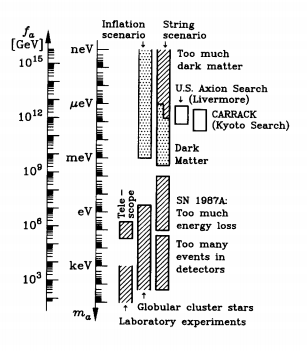 fa
[GeV]
Inflation
scenario
String
scenario
neV
10^15
Too much
dark matter
U.S. Axion Search
(Livermore)
μeV
10^12
CARRACK
(Kyoto Search)
Dark
Matter
meV
10^9
Tele-
scope
SN 1987A:
Too much
energy loss
eV
10^6
Too many
events in
detectors
keV
10^3
Globular cluster stars
ma
Laboratory experiments